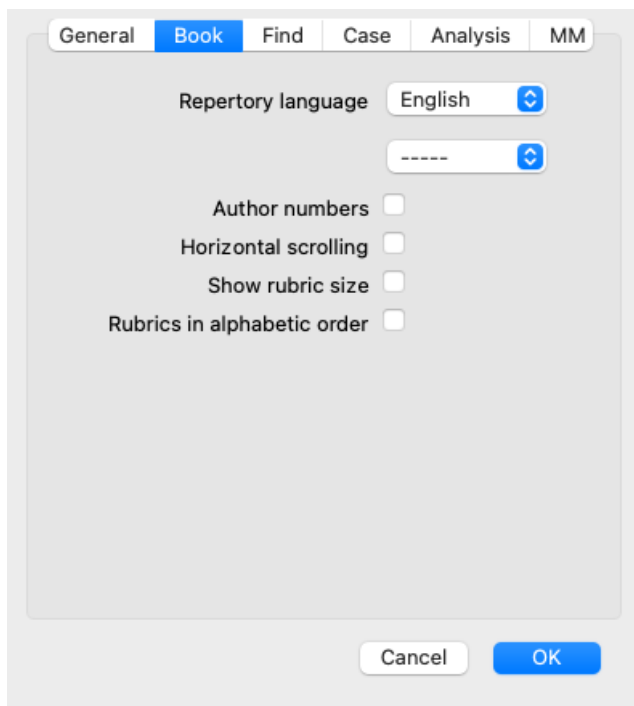 General Book Find Case Analysis MM
Repertory language English
-----
Author numbers
Horizontal scrolling
Show rubric size
Rubrics in alphabetic order
Cancel OK